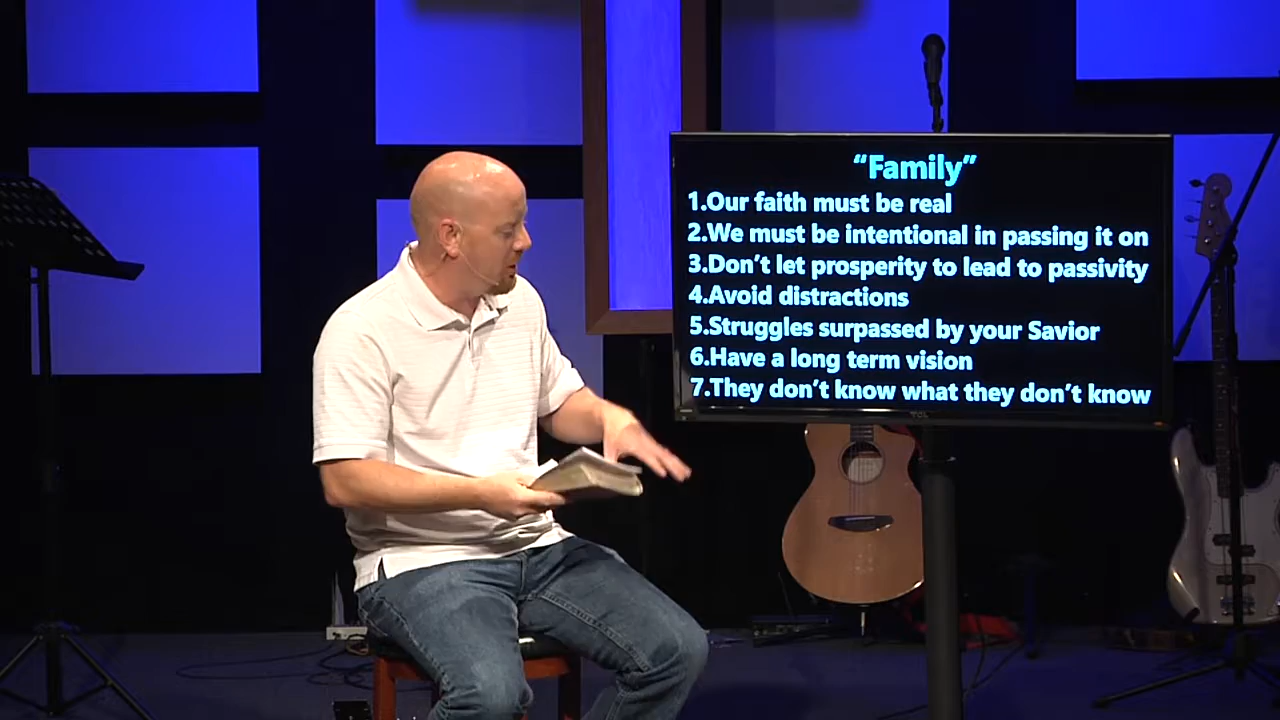 “Family”
1.Our faith must be real
2.We must be intentional in passing it on
3.Don’t let prosperity to lead to passivity
4.Avoid distractions
5.Struggles surpassed by your Savior
6.Have a long term vision
7.They don’t know what they don’t know
TCL